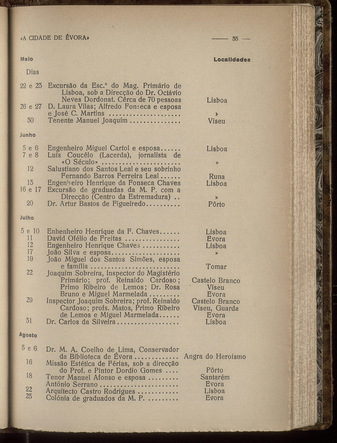 «A CIDADE DE ÉVORA» 35
Maio Localidades
Dias
22 e 23 Excursão da Esc.ª do Mag. Primário de
Lisboa, sob a Direcção do Dr. Octávio
Neves Dordonat. Cêrca de 70 pessoas Lisboa
26 e 27 D. Laura Vilas; Alfredo Fonseca e esposa
e José C. Martins .......... »
30 Tenente Manuel Joaquim .......... Viseu
Junho
5 e 6 Engenheiro Miguel Cartol e esposa...... Lisboa
7 e 8 Luis Coucêlo (Lacerda), jornalista de
«O Século» .......... »
12 Salustiano dos Santos Leal e seu sobrinho
Fernando Barros Ferreira Leal...... Runa
13 Engenheiro Henrique da Fonseca Chaves Lisboa
16 e 17 Excursão de graduadas da M. P. com a
Direcção (Centro da Estremadura) .. »
20 Dr. Artur Bastos de Figueiredo.......... Pôrto
Julho
5 e 10 Enhenheiro Henrique da F. Chaves...... Lisboa
11 David Ofélio de Freitas .......... Évora
12 Engenheiro Henrique Chaves .......... Lisboa
17 João Silva e esposa.......... »
19 João Miguel dos Santos Simões, esposa
e família .......... Tomar
22 Joaquim Sobreira, Inspector do Magistério
Primário; prof. Reinaldo Cardoso; Castelo Branco
Primo Ribeiro de Lemos; Dr. Rosa Viseu
Bruno e Miguel Marmelada........ Évora
29 Inspector Joaquim Sobreira; prof. Reinaldo Castelo Branco
Cardoso; profs. Matos, Primo Ribeiro Viseu, Guarda
de Lemos e Miguel Marmelada...... Évora
31 Dr. Carlos da Silveira .......... Lisboa
Agosto
5 e 6 Dr. M. A. Coelho de Lima, Conservador
da Biblioteca de Évora .......... Angra do Heroísmo
16 Missão Estética de Férias, sob a direcção
do Prof. e Pintor Dordio Gomes ..... Pôrto
18 Tenor Manuel Afonso e esposa ........ Santarém
António Serrano .......... Évora
22 Arquitecto Castro Rodrigues .......... Lisboa
25 Colónia de graduados da M. P. ........ Évora